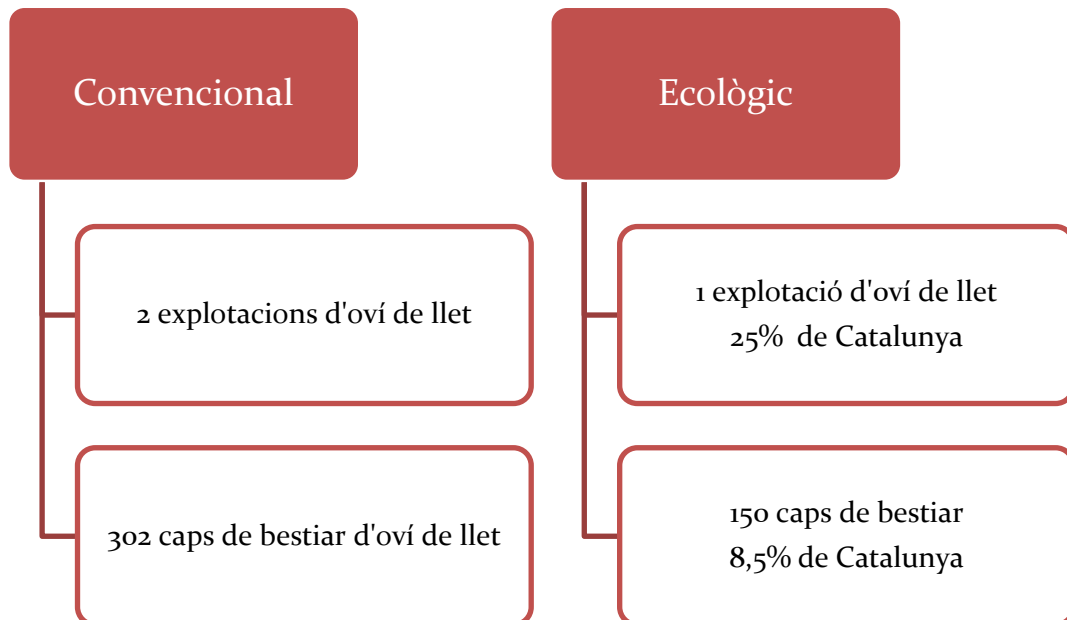 Convencional
2 explotacions d'oví de llet
302 caps de bestiar d'oví de llet
Ecològic
1 explotació d'oví de llet
25% de Catalunya
150 caps de bestiar
8,5% de Catalunya